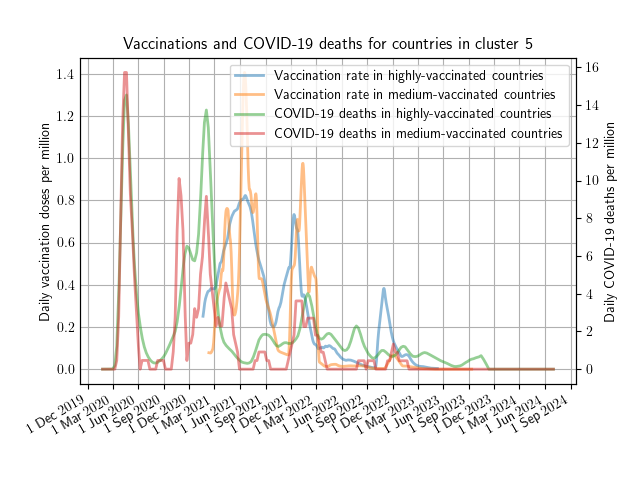 Vaccinations and COVID-19 deaths for countries in cluster 5
Vaccination rate in highly-vaccinated countries
Vaccination rate in medium-vaccinated countries
COVID-19 deaths in highly-vaccinated countries
COVID-19 deaths in medium-vaccinated countries
Daily vaccination doses per million
1.4
1.2
1.0
0.8
0.6
0.4
0.2
0.0
Daily COVID-19 deaths per million
16
14
12
10
8
6
4
2
0
1 Dec 2019
1 Mar 2020
1 Jun 2020
1 Sep 2020
1 Dec 2020
1 Mar 2021
1 Jun 2021
1 Sep 2021
1 Dec 2021
1 Mar 2022
1 Jun 2022
1 Sep 2022
1 Dec 2022
1 Mar 2023
1 Jun 2023
1 Sep 2023
1 Dec 2023
1 Mar 2024
1 Jun 2024
1 Sep 2024